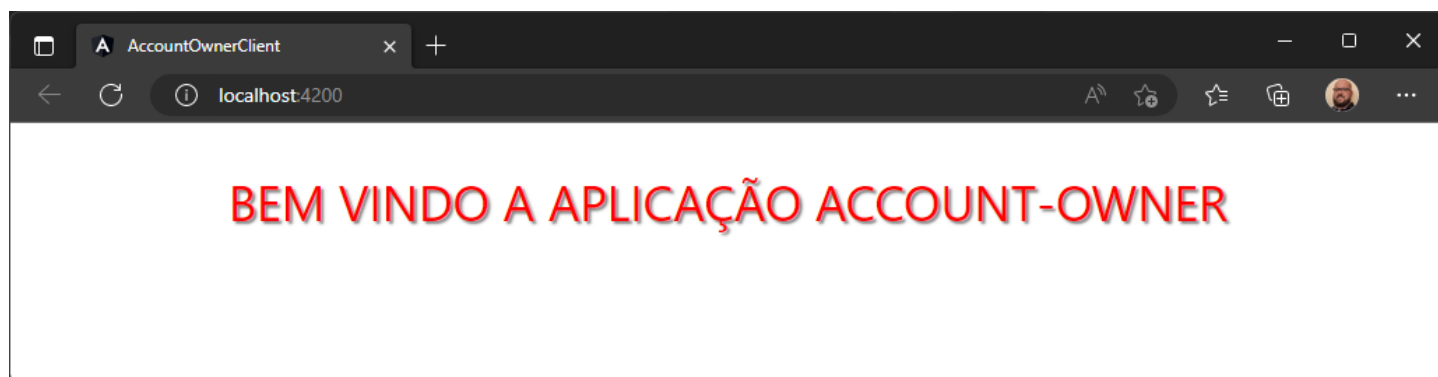 AccountOwnerClient
localhost:4200
BEM VINDO A APLICAÇÃO ACCOUNT-OWNER